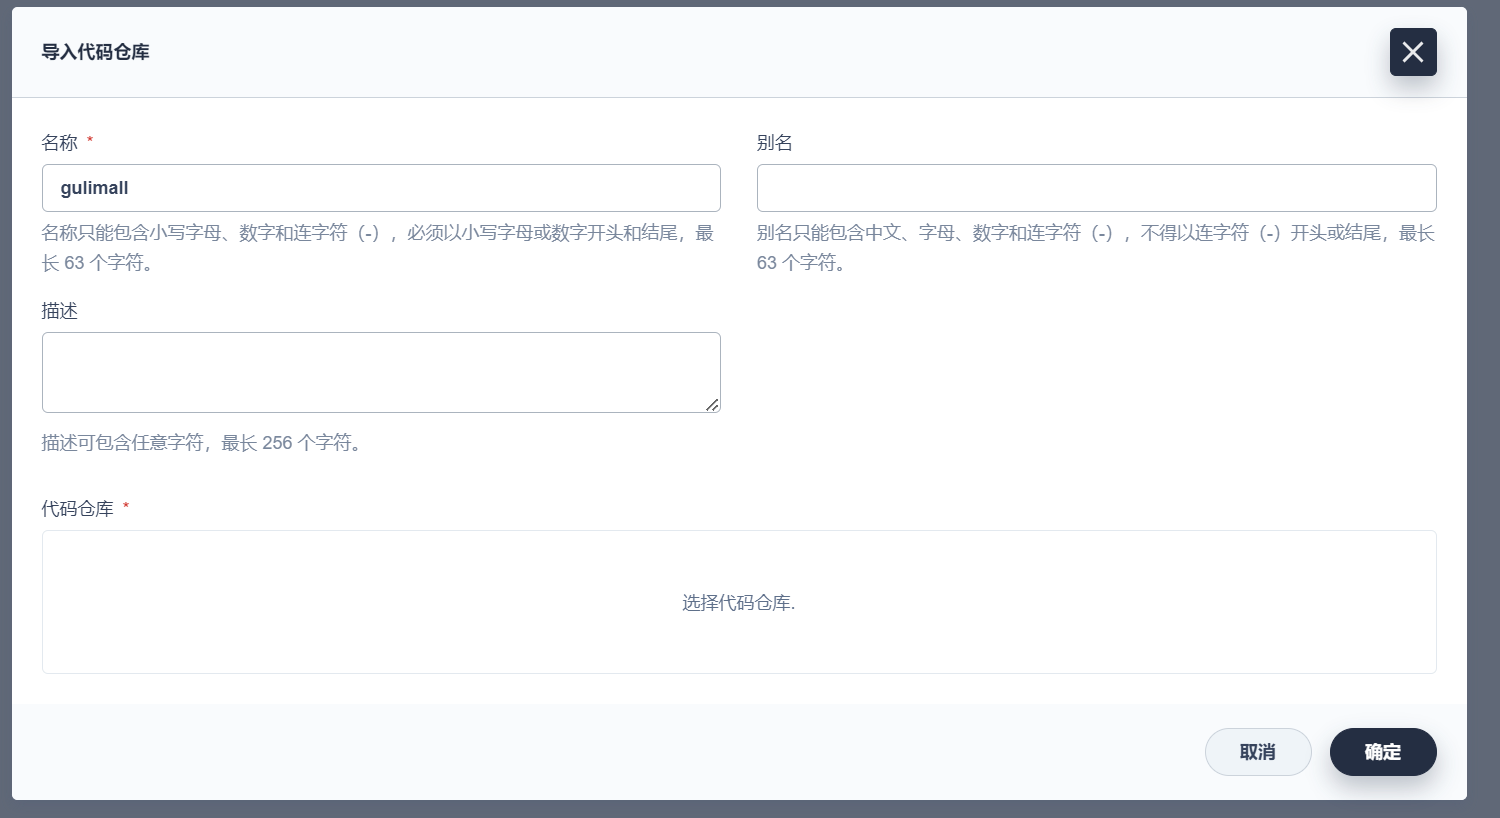 导入代码仓库
名称 *
gulimall
名称只能包含小写字母、数字和连字符（-），必须以小写字母或数字开头和结尾，最
长 63 个字符。
别名
别名只能包含中文、字母、数字和连字符（-），不得以连字符（-）开头或结尾，最长
63 个字符。
描述
描述可包含任意字符，最长 256 个字符。
代码仓库 *
选择代码仓库.
取消
确定